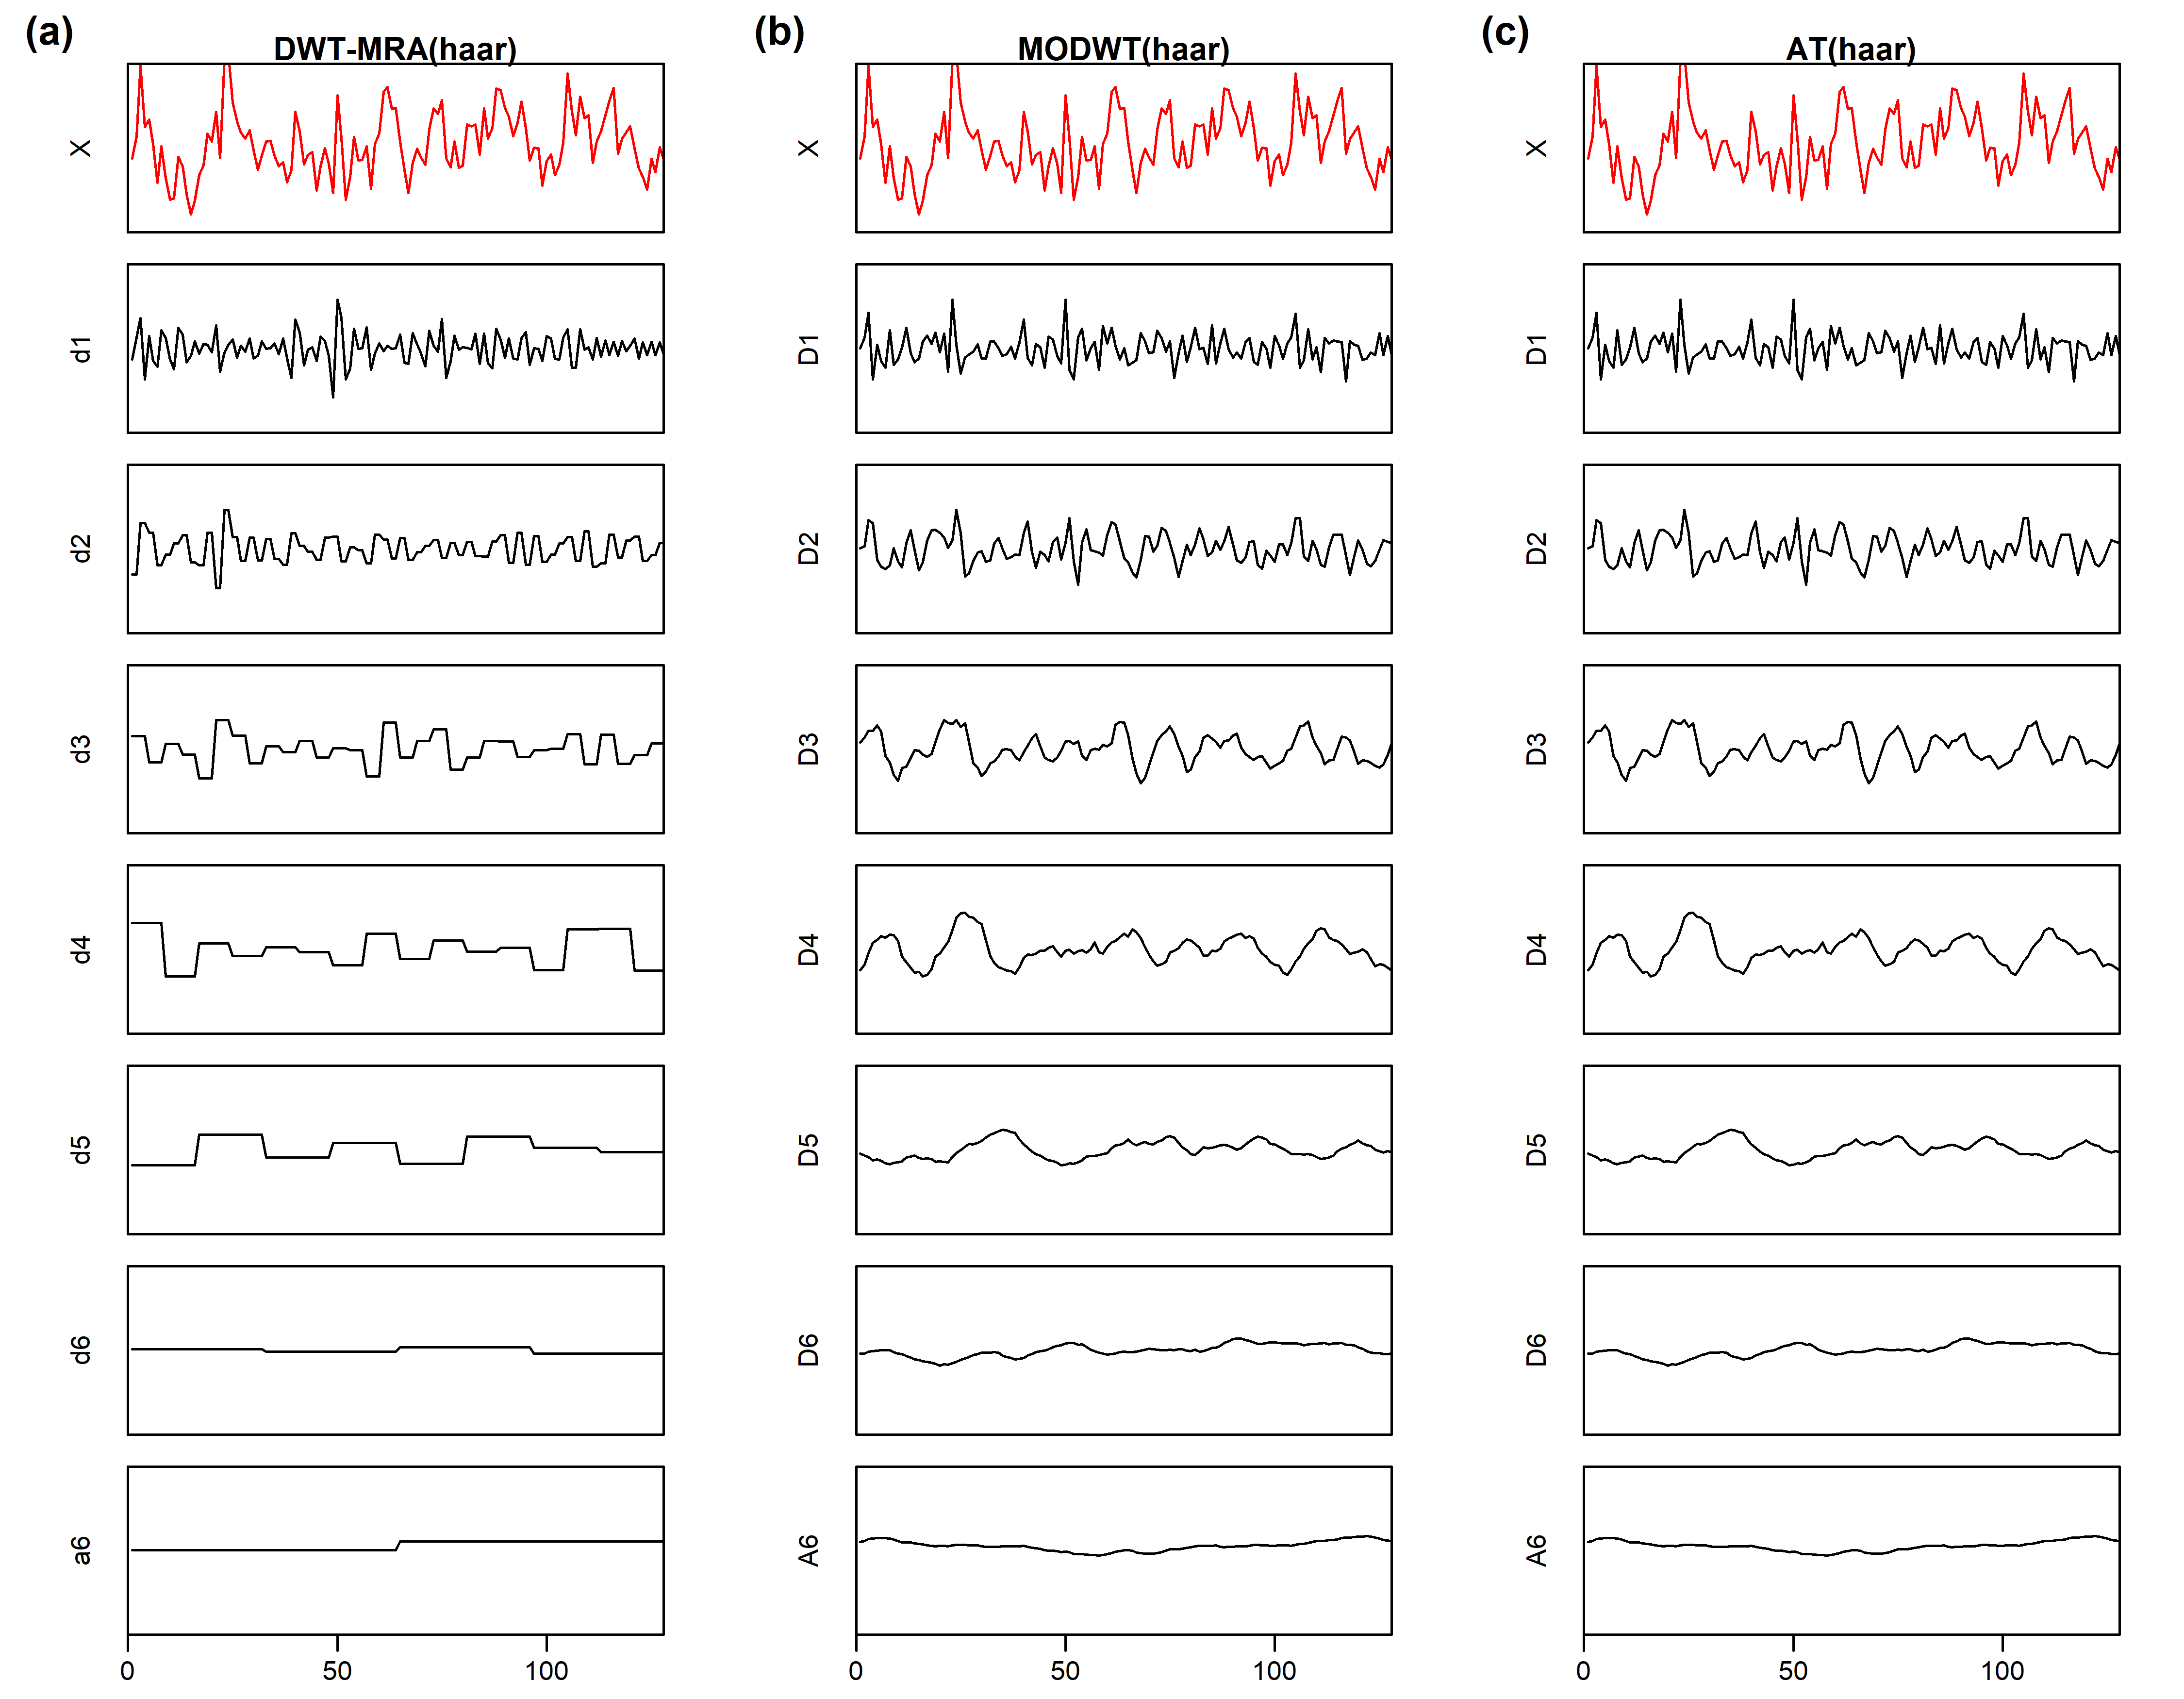 (a) DWT-MRA(haar) (b) MODWT(haar) (c) AT(haar)
X X X
d1 D1 D1
d2 D2 D2
d3 D3 D3
d4 D4 D4
d5 D5 D5
d6 D6 D6
a6 A6 A6
0 50 100 0 50 100 0 50 100